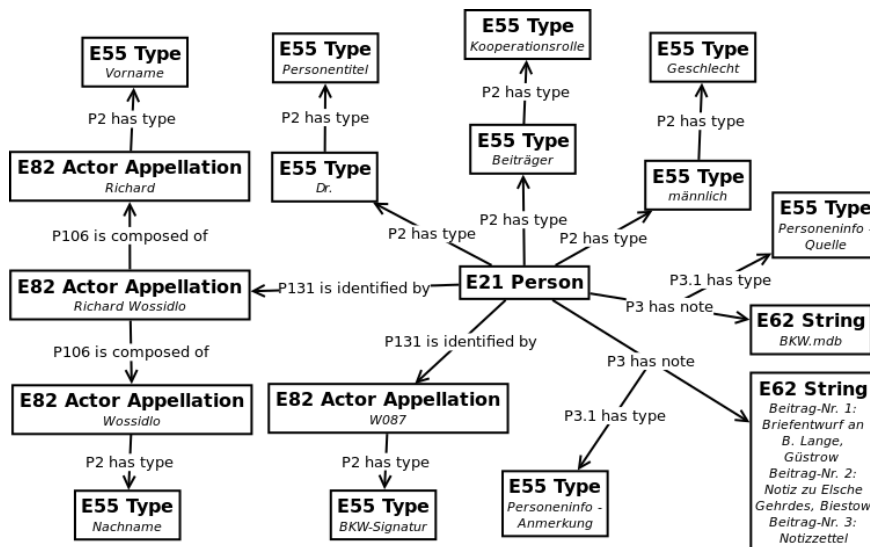 E55 Type
Vorname
E55 Type
Personentitel
E55 Type
Kooperationsrolle
E55 Type
Geschlecht
P2 has type
P2 has type
P2 has type
P2 has type
E82 Actor Appellation
Richard
E55 Type
Dr.
E55 Type
Beiträger
E55 Type
männlich
P106 is composed of
P2 has type
P2 has type
P2 has type
E55 Type
Personeninfo -
Quelle
E82 Actor Appellation
Richard Wossidlo
P131 is identified by
E21 Person
P3.1 has type
P3 has note
E62 String
BKW.mdb
P106 is composed of
P131 is identified by
P3 has note
E82 Actor Appellation
Wossidlo
E82 Actor Appellation
W087
P3.1 has type
E62 String
Beitrag-Nr. 1:
Briefentwurf an
B. Lange,
Güstrow
Beitrag-Nr. 2:
Notiz zu Elsche
Gehrdes, Biestow
Beitrag-Nr. 3:
Notizzettel
P2 has type
P2 has type
E55 Type
Nachname
E55 Type
BKW-Signatur
E55 Type
Personeninfo -
Anmerkung